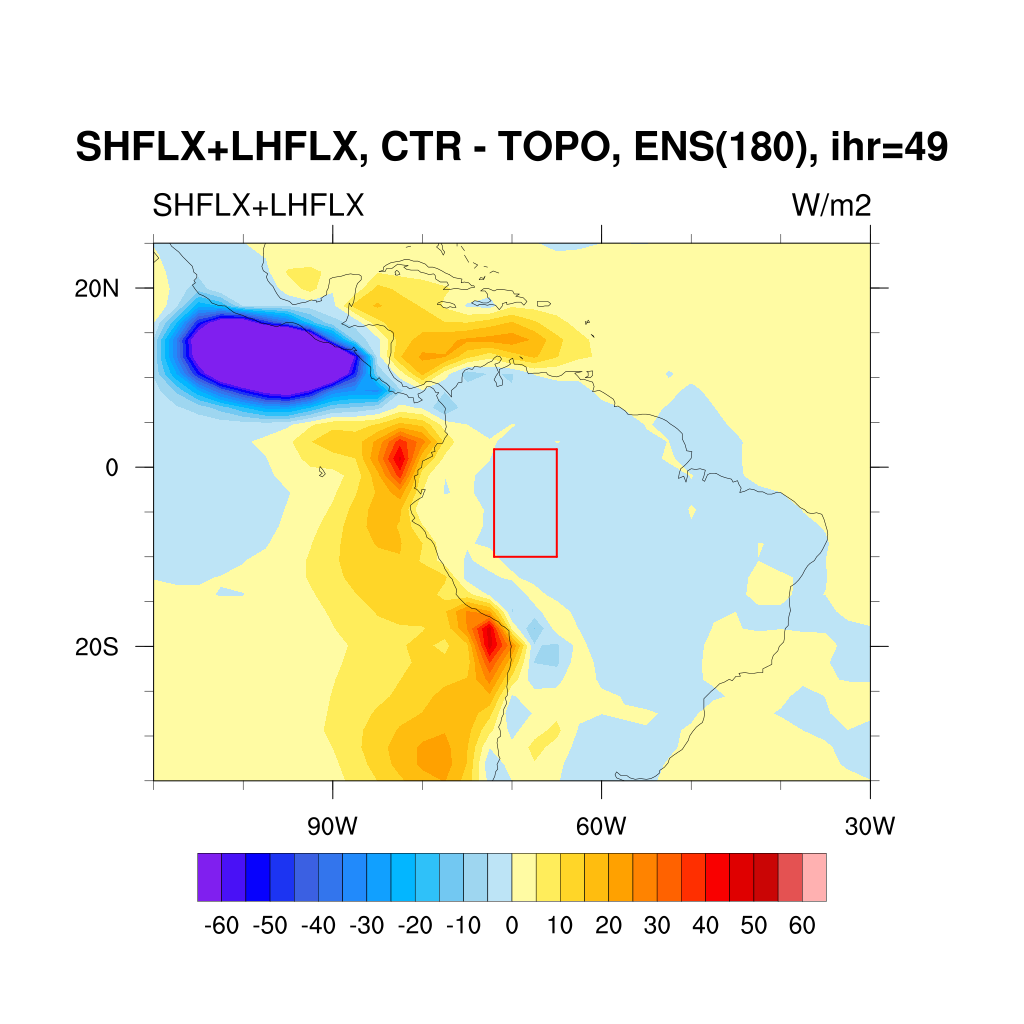 SHFLX+LHFLX, CTR - TOPO, ENS(180), ihr=49
SHFLX+LHFLX W/m2
20N
0
20S
90W 60W 30W
-60 -50 -40 -30 -20 -10 0 10 20 30 40 50 60